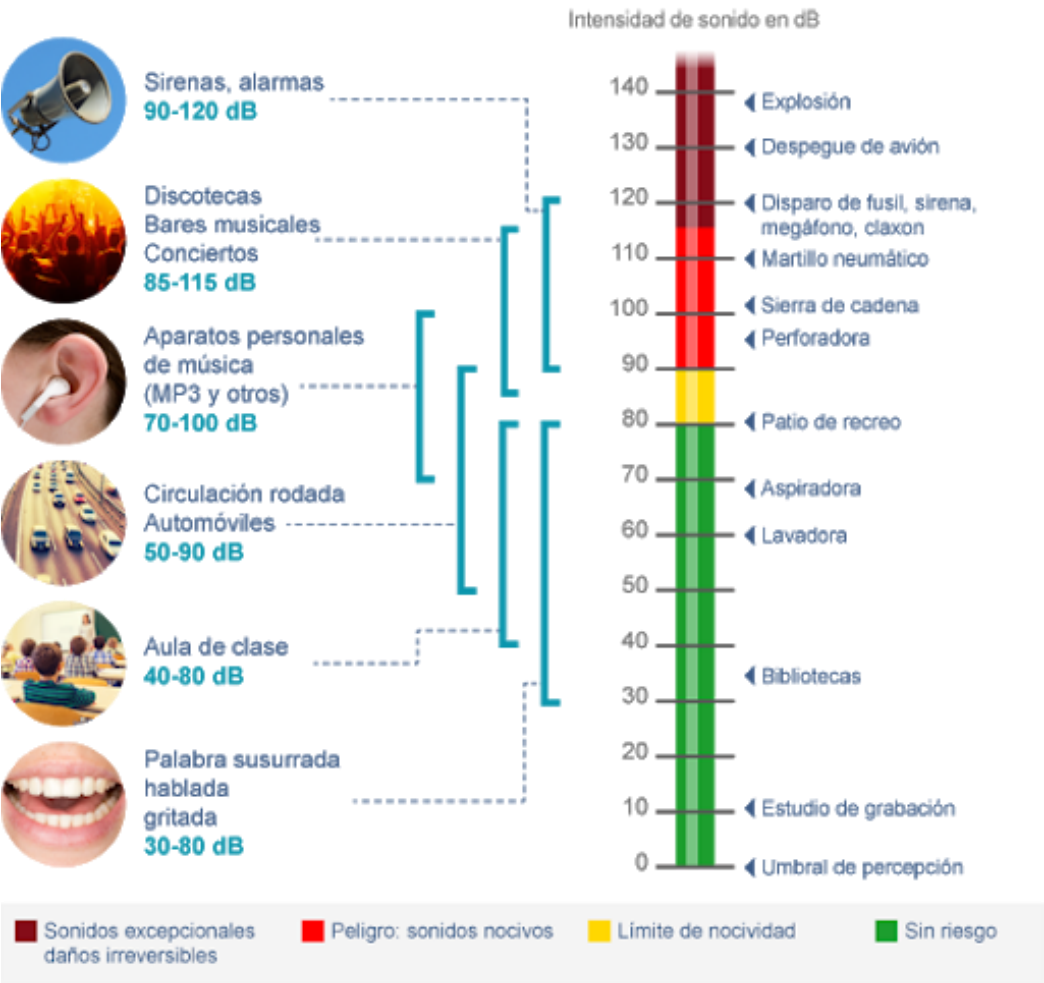 Intensidad de sonido en dB
Sirenas, alarmas
90-120 dB
Discotecas
Bares musicales
Conciertos
85-115 dB
Aparatos personales
de música
(MP3 y otros)
70-100 dB
Circulación rodada
Automóviles
50-90 dB
Aula de clase
40-80 dB
Palabra susurrada
hablada
gritada
30-80 dB
140
130
120
110
100
90
80
70
60
50
40
30
20
10
0
Explosión
Despegue de avión
Disparo de fusil, sirena,
megáfono, claxon
Martillo neumático
Sierra de cadena
Perforadora
Patio de recreo
Aspiradora
Lavadora
Bibliotecas
Estudio de grabación
Umbral de percepción
Sonidos excepcionales
daños irreversibles
Peligro: sonidos nocivos
Límite de nocividad
Sin riesgo